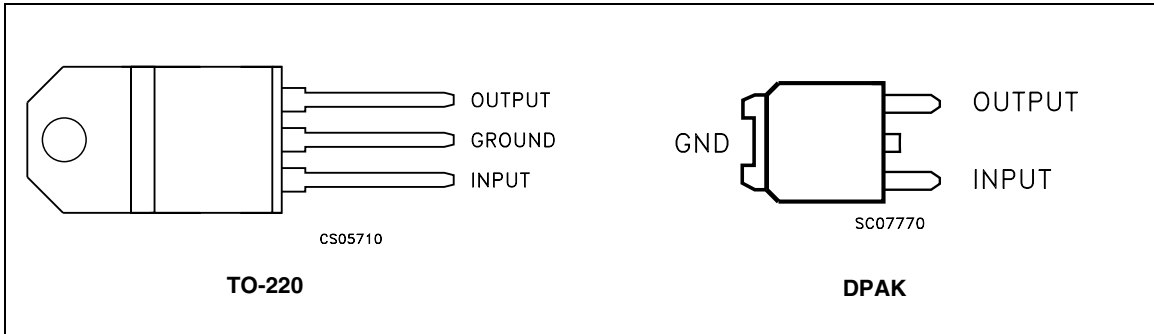 OUTPUT
GROUND
INPUT
CS05710
TO-220
OUTPUT
GND
INPUT
SC07770
DPAK